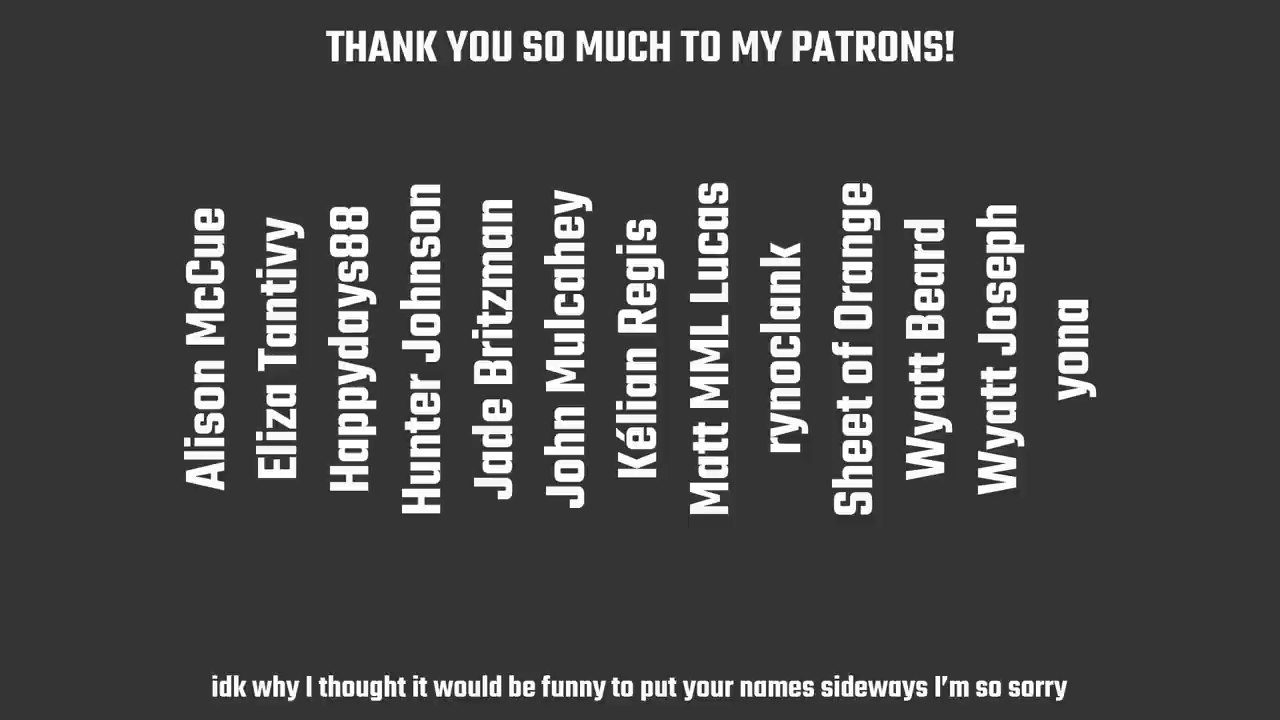 THANK YOU SO MUCH TO MY PATRONS!
Alison McCue
Eliza Tantivy
Happydays88
Hunter Johnson
Jade Britzman
John Mulcahey
Kélian Regis
Matt MML Lucas
rynoclank
Sheet of Orange
Wyatt Beard
Wyatt Joseph
yona
idk why I thought it would be funny to put your names sideways I’m so sorry